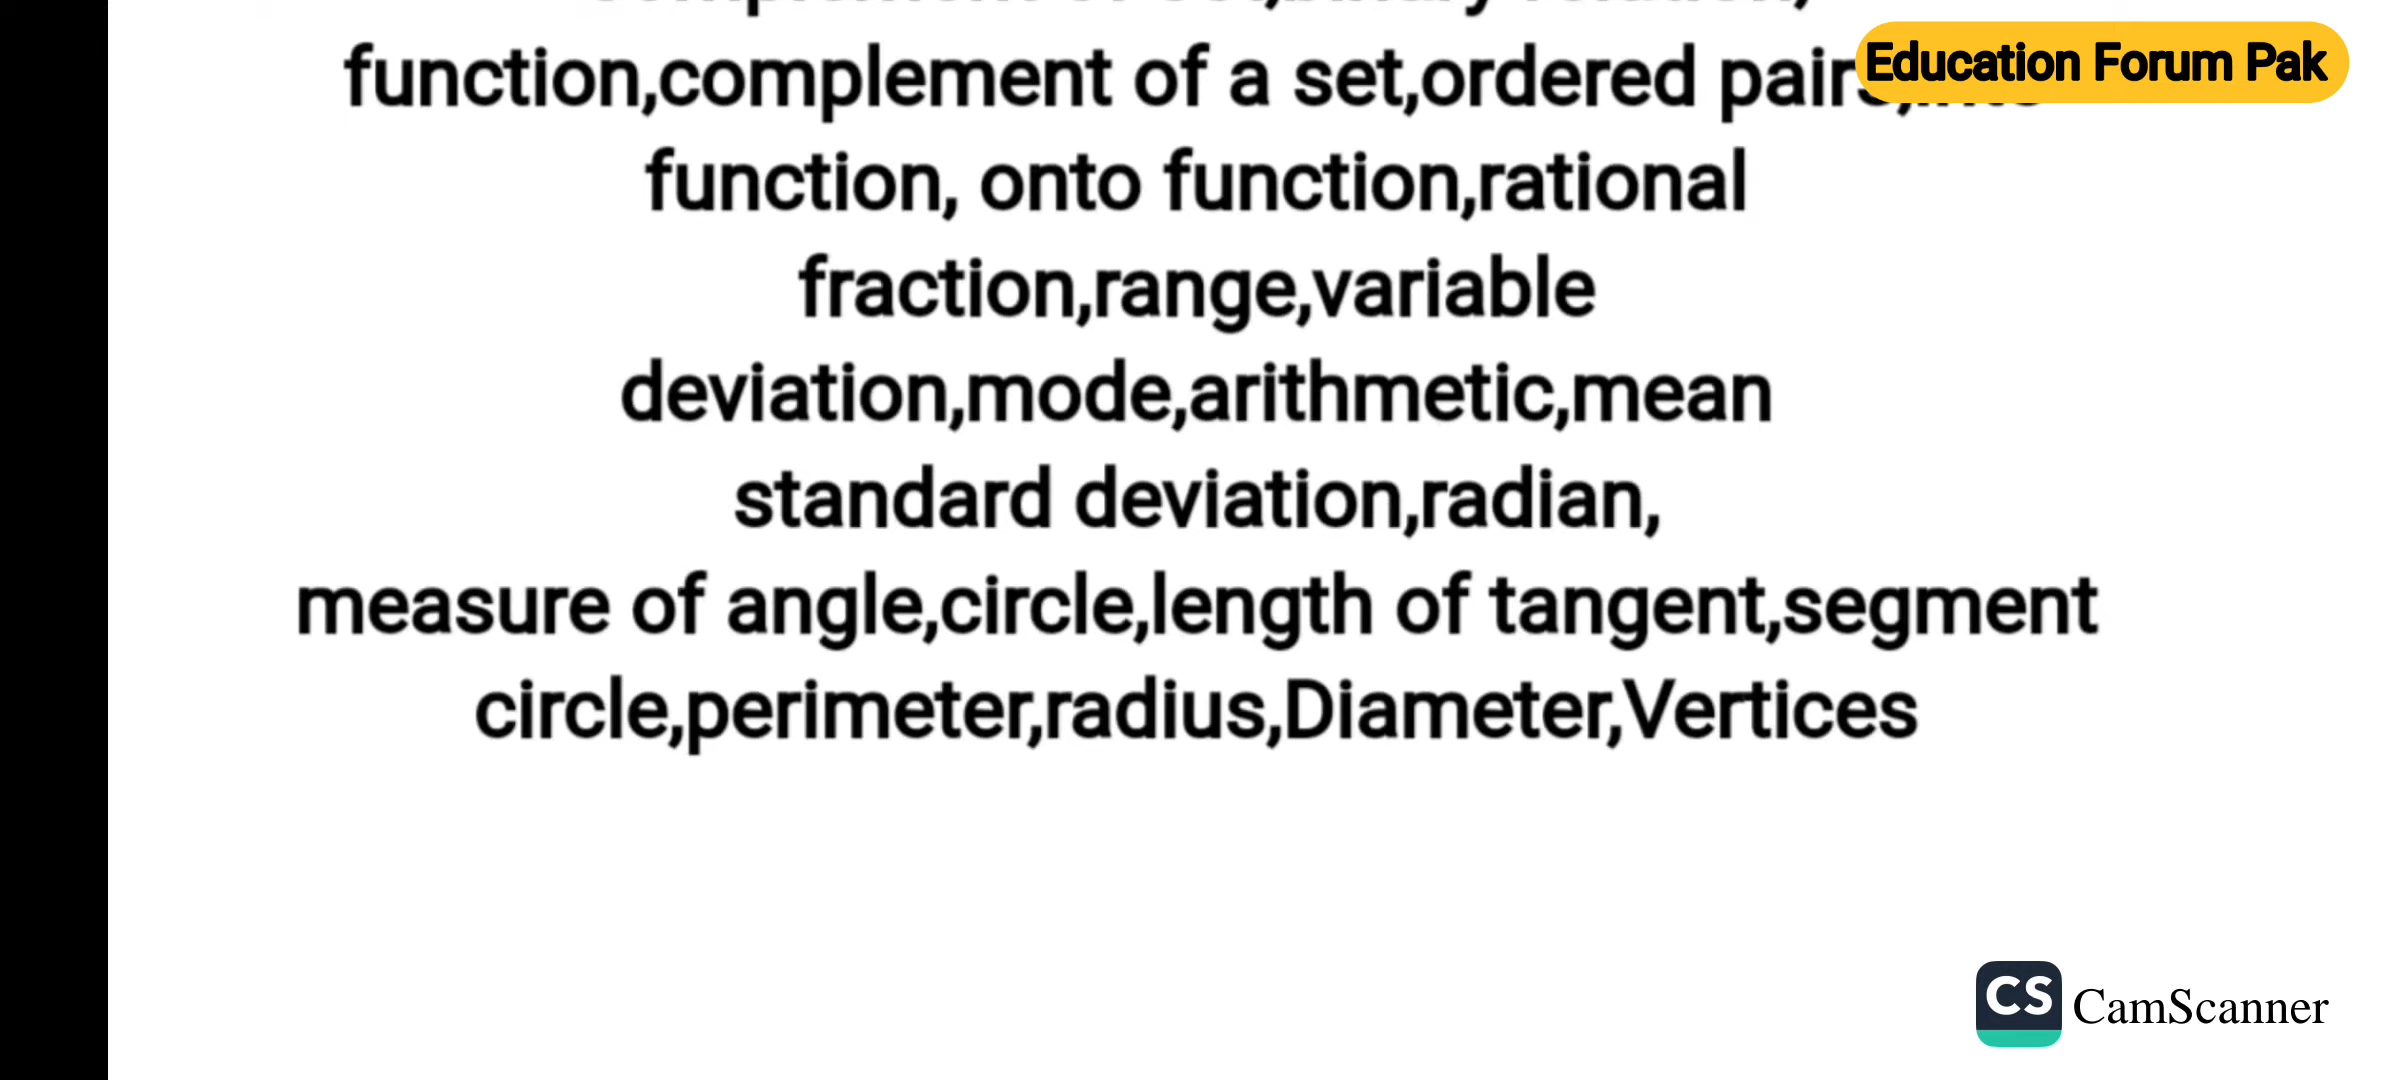 function,complement of a set,ordered pairs,
Education Forum Pak
function, onto function,rational
fraction,range,variable
deviation,mode,arithmetic,mean
standard deviation,radian,
measure of angle,circle,length of tangent,segment
circle,perimeter,radius,Diameter,Vertices
CS CamScanner